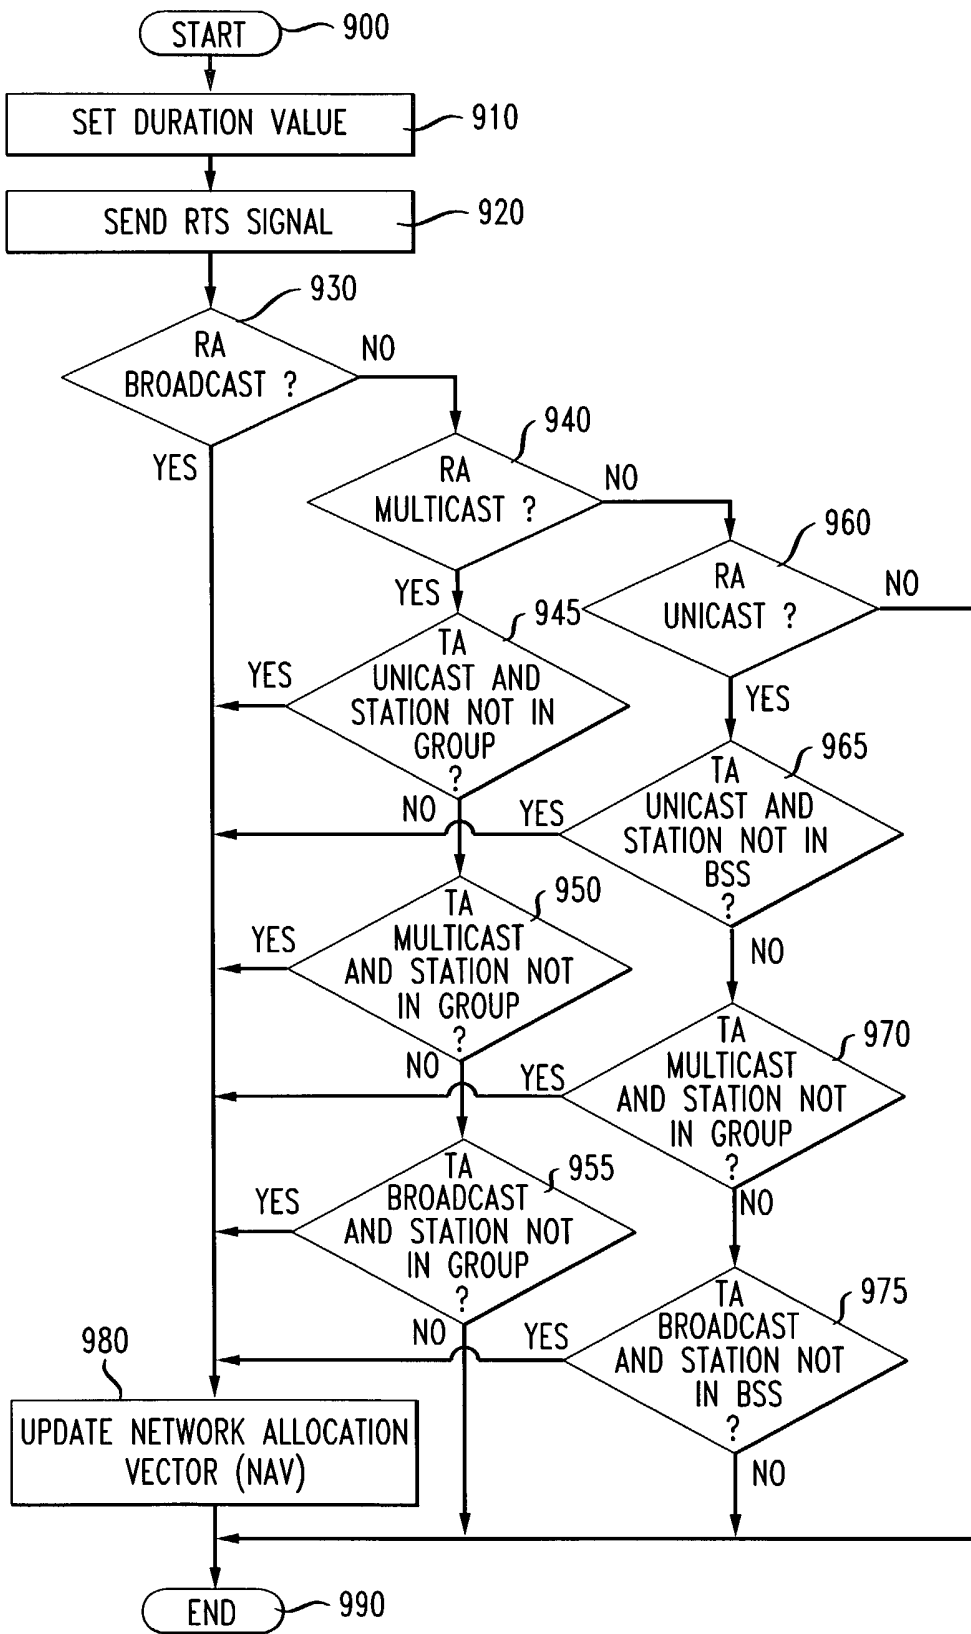 START
900
SET DURATION VALUE
910
SEND RTS SIGNAL
920
930
RA
BROADCAST ?
NO
YES
940
RA
MULTICAST ?
NO
YES
960
RA
UNICAST ?
NO
YES
945
TA
UNICAST AND
STATION NOT IN
GROUP
?
YES
NO
965
TA
UNICAST AND
STATION NOT IN
BSS
?
YES
NO
950
TA
MULTICAST
AND STATION NOT
IN GROUP
?
YES
NO
970
TA
MULTICAST
AND STATION NOT
IN GROUP
?
YES
NO
955
TA
BROADCAST
AND STATION NOT
IN GROUP
?
YES
NO
975
TA
BROADCAST
AND STATION NOT
IN BSS
?
YES
NO
980
UPDATE NETWORK ALLOCATION
VECTOR (NAV)
END
990